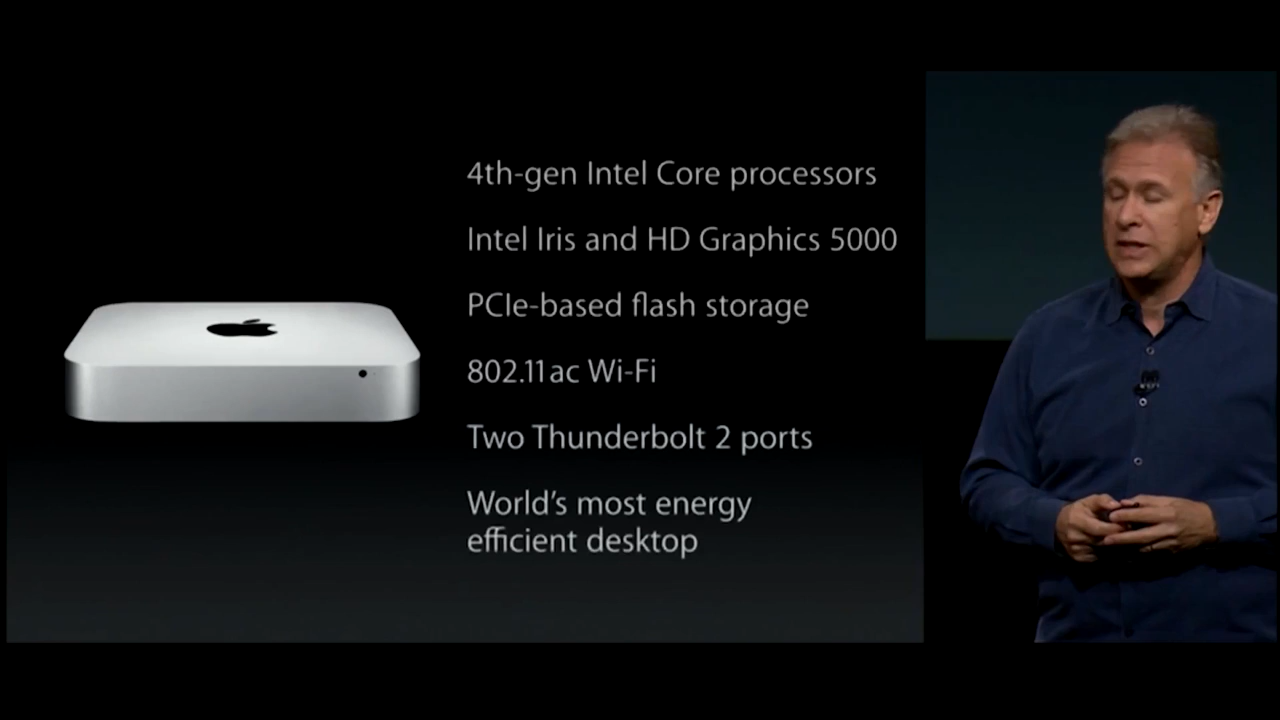 4th-gen Intel Core processors
Intel Iris and HD Graphics 5000
PCIe-based flash storage
802.11ac Wi-Fi
Two Thunderbolt 2 ports
World's most energy
efficient desktop